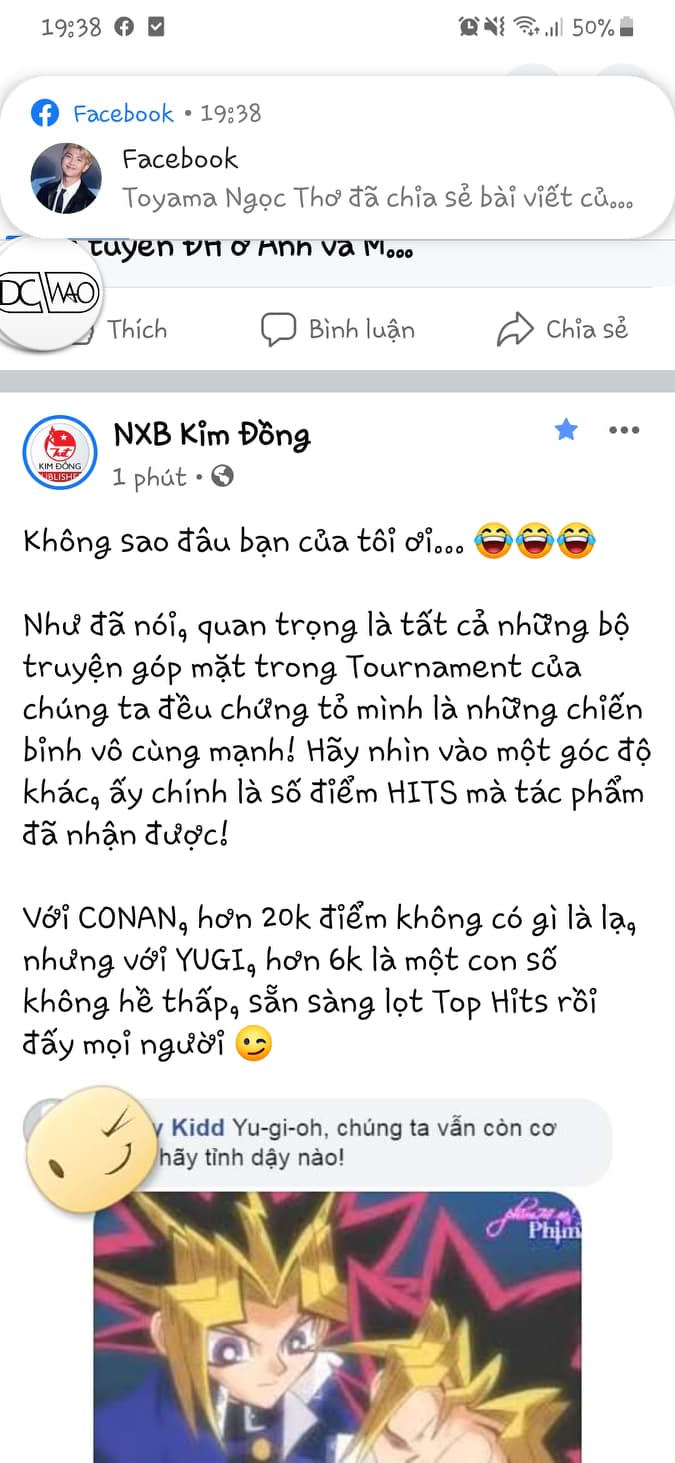 19:38
50%
Facebook • 19:38
Facebook
Toyama Ngọc Thơ đã chia sẻ bài viết củ...
tuyển ĐH ở Anh và M...
DC WAO
Thích
Bình luận
Chia sẻ
NXB Kim Đồng
KIM ĐỒNG
1 phút •
Không sao đâu bạn của tôi ơi... 😂😂😂
Như đã nói, quan trọng là tất cả những bộ
truyện góp mặt trong Tournament của
chúng ta đều chứng tỏ mình là những chiến
binh vô cùng mạnh! Hãy nhìn vào một góc độ
khác, ấy chính là số điểm HITS mà tác phẩm
đã nhận được!
Với CONAN, hơn 20k điểm không có gì là lạ,
nhưng với YUGI, hơn 6k là một con số
không hề thấp, sẵn sàng lọt Top Hits rồi
đấy mọi người 😉
Kidd Yu-gi-oh, chúng ta vẫn còn cơ
hãy tỉnh dậy nào!
Phim